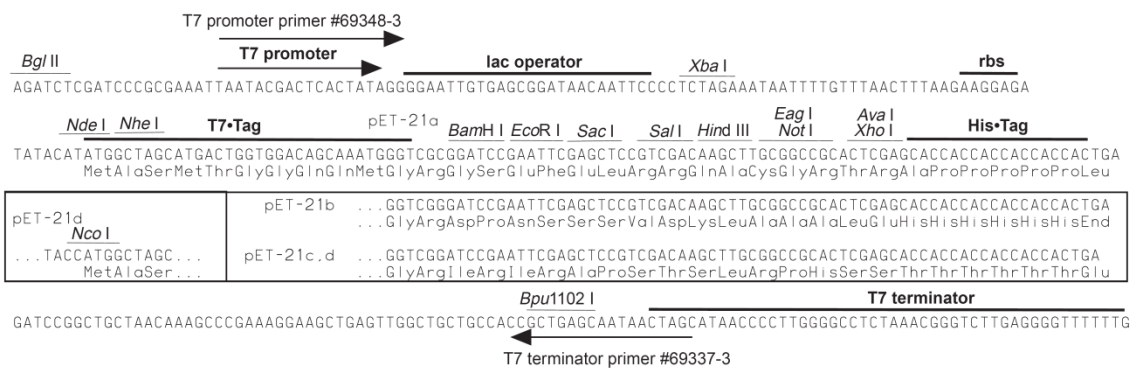 T7 promoter primer #69348-3
Bgl II T7 promoter lac operator Xba I rbs
AGATCTCGATCCCGCGAAATTAATACGACTCACTATAGGGGAATTGTGAGCGGATAACAATTCCCCTCTAGAAATAATTTTGTTTAACTTTAAGAAGGAGA
Nde I Nhe I T7•Tag pET-21a BamH I EcoR I Sac I Sal I Hind III Eag I Not I Ava I Xho I His•Tag
TATACATATGGCTAGCATGACTGGTGGACAGCAAATGGGTCGCGGATCCGAATTCGAGCTCCGTCGACAAGCTTGCGGCCGCACTCGAGCACCACCACCACCACCACTGA
MetAlaSerMetThrGlyGlyGlnGlnMetGlyArgGlySerGluPheGluLeuArgArgGlnAlaCysGlyArgThrArgAlaProProProProProLeu
pET-21d
Nco I
...TACCATGGCTAGC...
MetAlaSer...
pET-21b ...GGTCGGGATCCGAATTCGAGCTCCGTCGACAAGCTTGCGGCCGCACTCGAGCACCACCACCACCACCACTGA
...GlyArgAspProAsnSerSerSerValAspLysLeuAlaAlaAlaLeuGluHisHisHisHisHisHisEnd
pET-21c,d ...GGTCGGATCCGAATTCGAGCTCCGTCGACAAGCTTGCGGCCGCACTCGAGCACCACCACCACCACCACTGA
...GlyArgIleArgIleArgAlaProSerThrSerLeuArgProHisSerSerThrThrThrThrThrThrGlu
Bpu1102 I T7 terminator
GATCCGGCTGCTAACAAAGCCCGAAAGGAAGCTGAGTTGGCTGCTGCCACCGCTGAGCAATAACTAGCATAACCCCTTGGGGCCTCTAAACGGGTCTTGAGGGGTTTTTTG
T7 terminator primer #69337-3